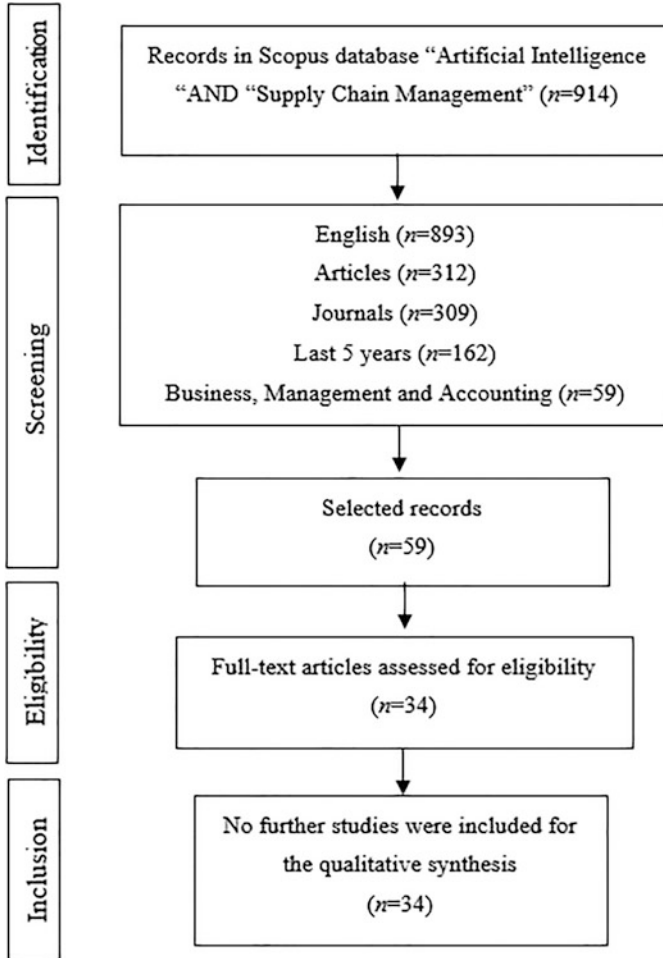 Identification
Records in Scopus database “Artificial Intelligence
“AND “Supply Chain Management” (n=914)
Screening
English (n=893)
Articles (n=312)
Journals (n=309)
Last 5 years (n=162)
Business, Management and Accounting (n=59)
Selected records
(n=59)
Eligibility
Full-text articles assessed for eligibility
(n=34)
Inclusion
No further studies were included for
the qualitative synthesis
(n=34)